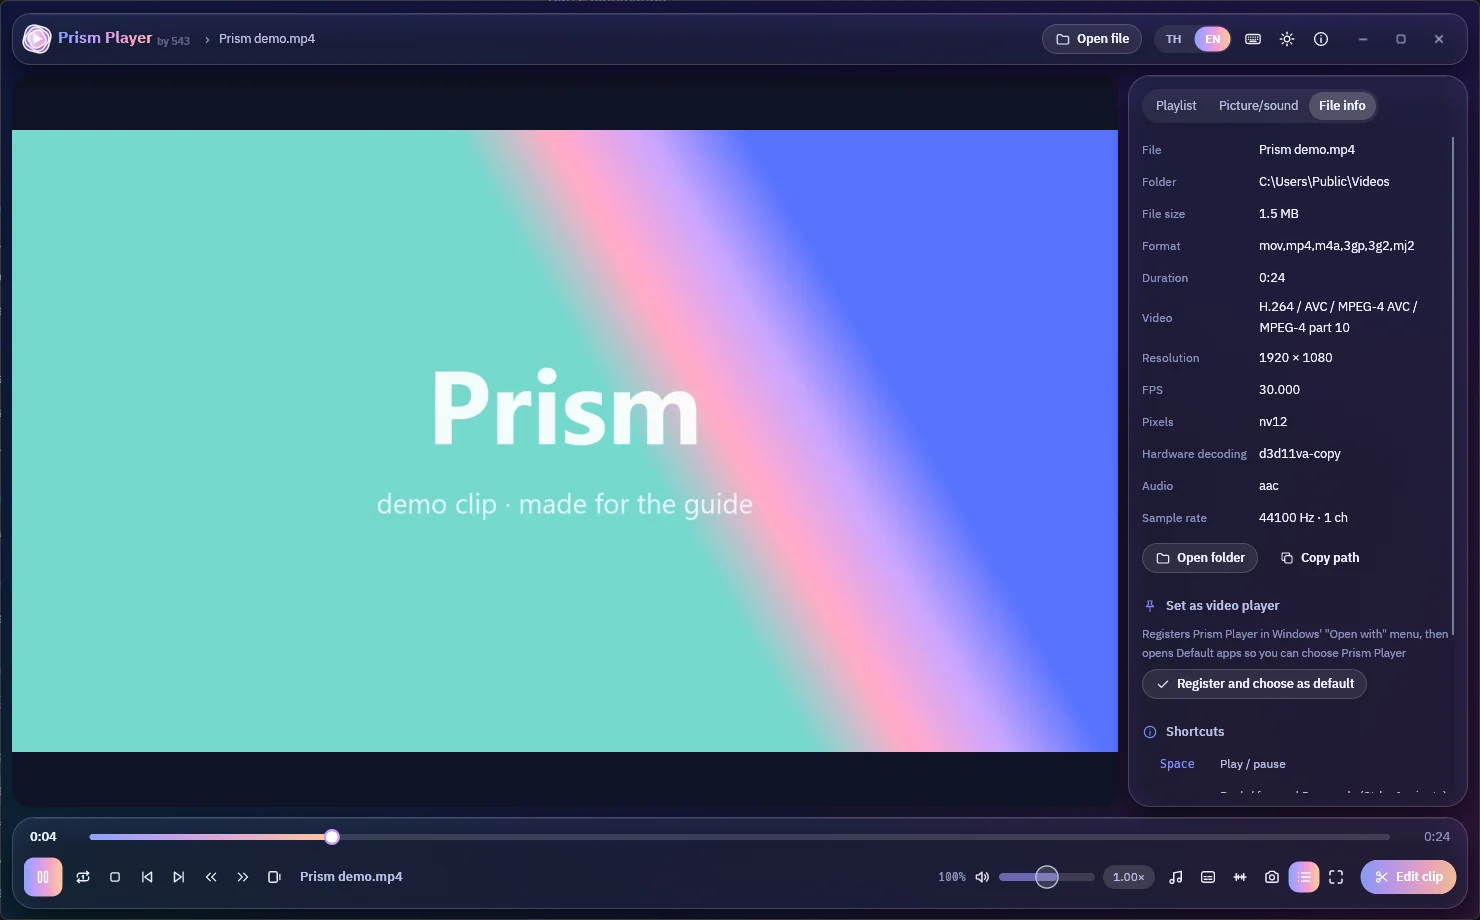 Prism Player by 543 › Prism demo.mp4
Open file TH EN
Playlist Picture/sound File info
File Prism demo.mp4
Folder C:\Users\Public\Videos
File size 1.5 MB
Format mov,mp4,m4a,3gp,3g2,mj2
Duration 0:24
Video H.264 / AVC / MPEG-4 AVC /
MPEG-4 part 10
Resolution 1920 × 1080
FPS 30.000
Pixels nv12
Hardware decoding d3d11va-copy
Audio aac
Sample rate 44100 Hz · 1 ch
Open folder Copy path
Set as video player
Registers Prism Player in Windows' "Open with" menu, then
opens Default apps so you can choose Prism Player
Register and choose as default
Shortcuts
Space Play / pause
Prism
demo clip · made for the guide
0:04 0:24
Prism demo.mp4 100% 1.00× Edit clip